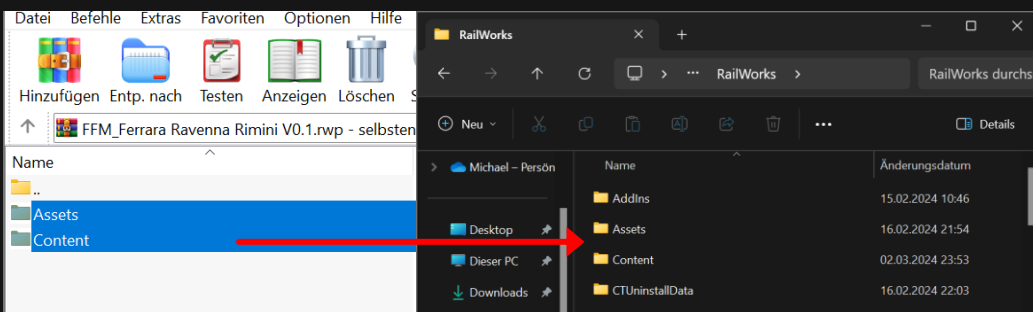 Datei Befehle Extras Favoriten Optionen Hilfe
Hinzufügen Entp. nach Testen Anzeigen Löschen
FFM_Ferrara Ravenna Rimini V0.1.rwp - selbsten
Name
..
Assets
Content
RailWorks
RailWorks
RailWorks durchs
Neu
Details
Michael – Persön
Desktop
Dieser PC
Downloads
Name Änderungsdatum
AddIns 15.02.2024 10:46
Assets 16.02.2024 21:54
Content 02.03.2024 23:53
CTUninstallData 16.02.2024 22:03